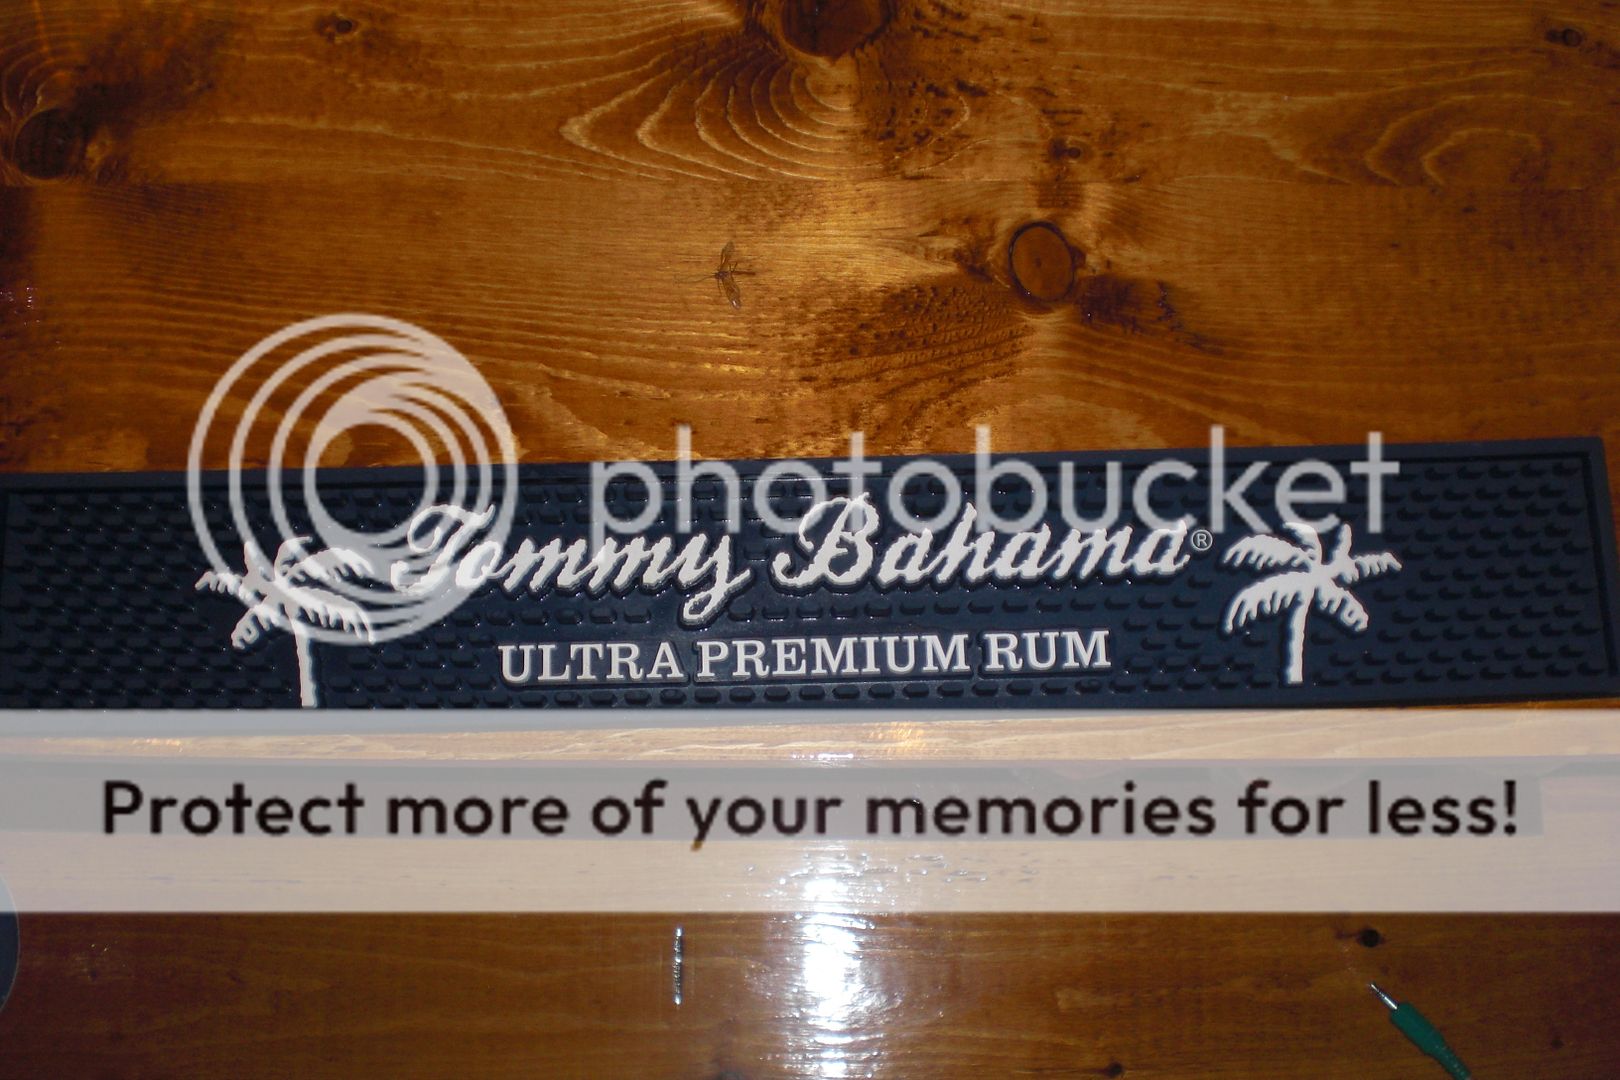 photobucket
Tommy Bahama®
ULTRA PREMIUM RUM
Protect more of your memories for less!